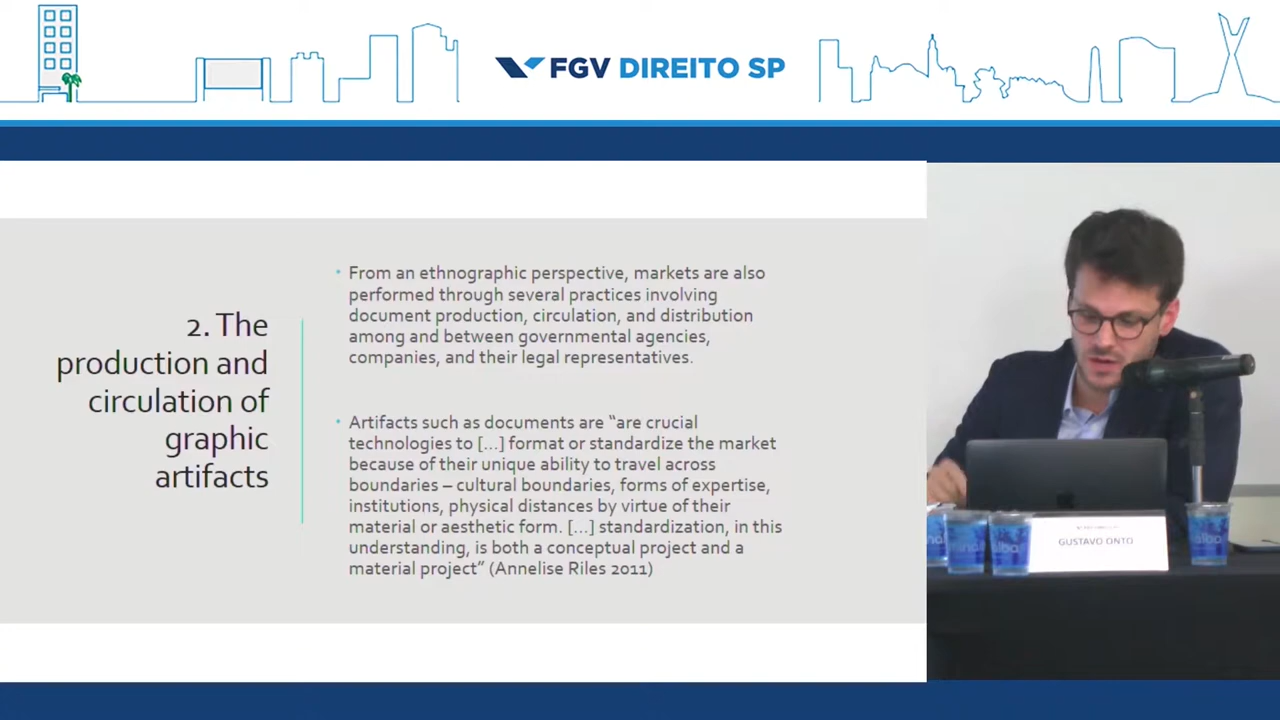 FGV DIREITO SP
2. The
production and
circulation of
graphic
artifacts
• From an ethnographic perspective, markets are also
performed through several practices involving
document production, circulation, and distribution
among and between governmental agencies,
companies, and their legal representatives.
• Artifacts such as documents are “are crucial
technologies to [...] format or standardize the market
because of their unique ability to travel across
boundaries – cultural boundaries, forms of expertise,
institutions, physical distances by virtue of their
material or aesthetic form. [...] standardization, in this
understanding, is both a conceptual project and a
material project” (Annelise Riles 2011)
GUSTAVO ONTO